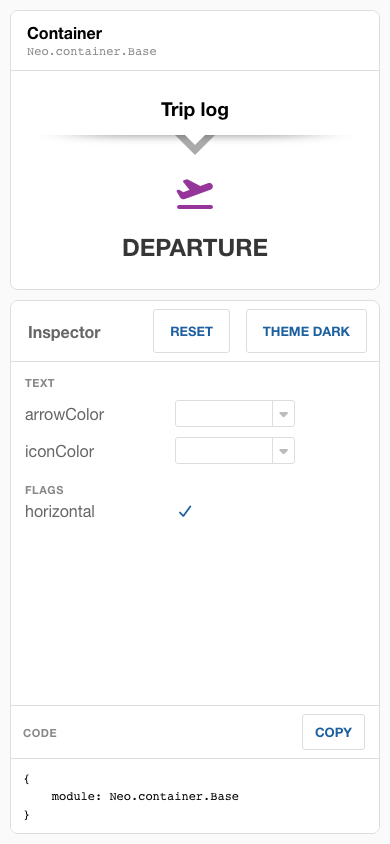 Container
Neo.container.Base
Trip log
DEPARTURE
Inspector
RESET
THEME DARK
TEXT
arrowColor
iconColor
FLAGS
horizontal
CODE
COPY
{
    module: Neo.container.Base
}